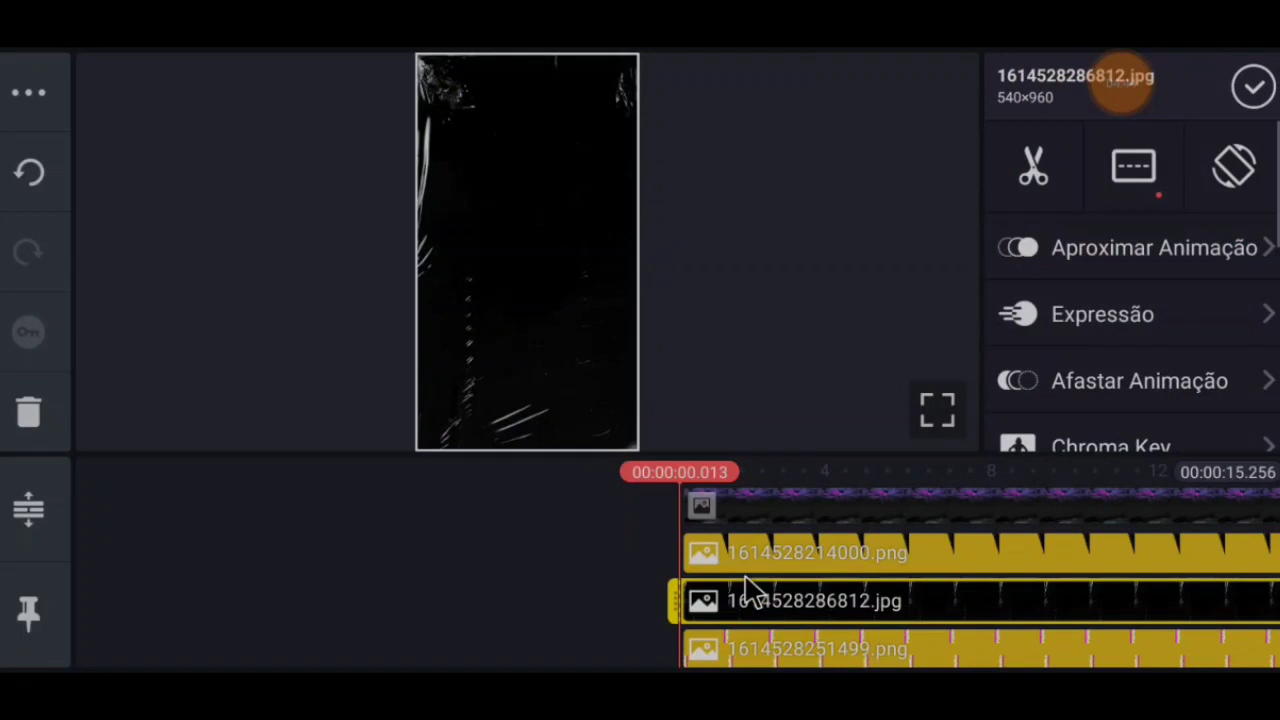 1614528286812.jpg
540×960
Aproximar Animação
Expressão
Afastar Animação
Chroma Key
00:00:00.013
4
8
12
00:00:15.256
1614528214000.png
1614528286812.jpg
1614528251499.png